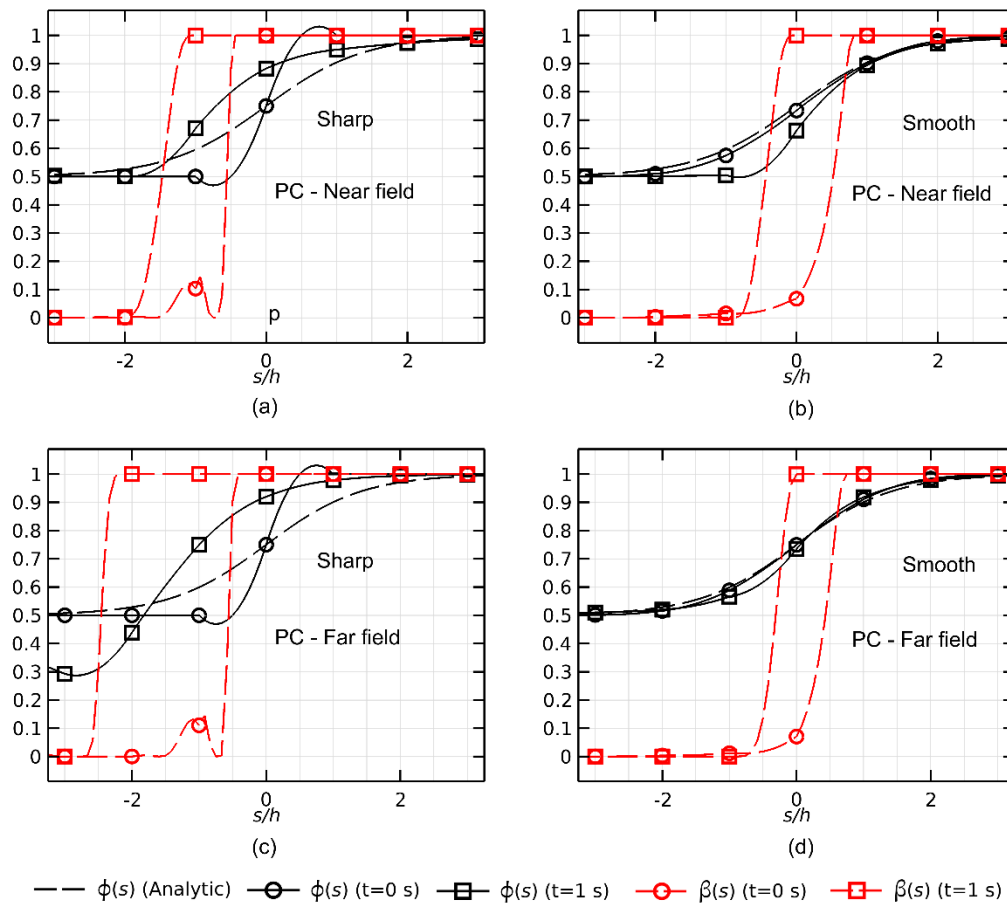 1
0.9
0.8
0.7
0.6
0.5
0.4
0.3
0.2
0.1
0
Sharp
PC - Near field
p
-2 0 2
s/h
(a)
1
0.9
0.8
0.7
0.6
0.5
0.4
0.3
0.2
0.1
0
Smooth
PC - Near field
-2 0 2
s/h
(b)
1
0.9
0.8
0.7
0.6
0.5
0.4
0.3
0.2
0.1
0
Sharp
PC - Far field
-2 0 2
s/h
(c)
1
0.9
0.8
0.7
0.6
0.5
0.4
0.3
0.2
0.1
0
Smooth
PC - Far field
-2 0 2
s/h
(d)
ϕ(s) (Analytic) ϕ(s) (t=0 s) ϕ(s) (t=1 s) β(s) (t=0 s) β(s) (t=1 s)